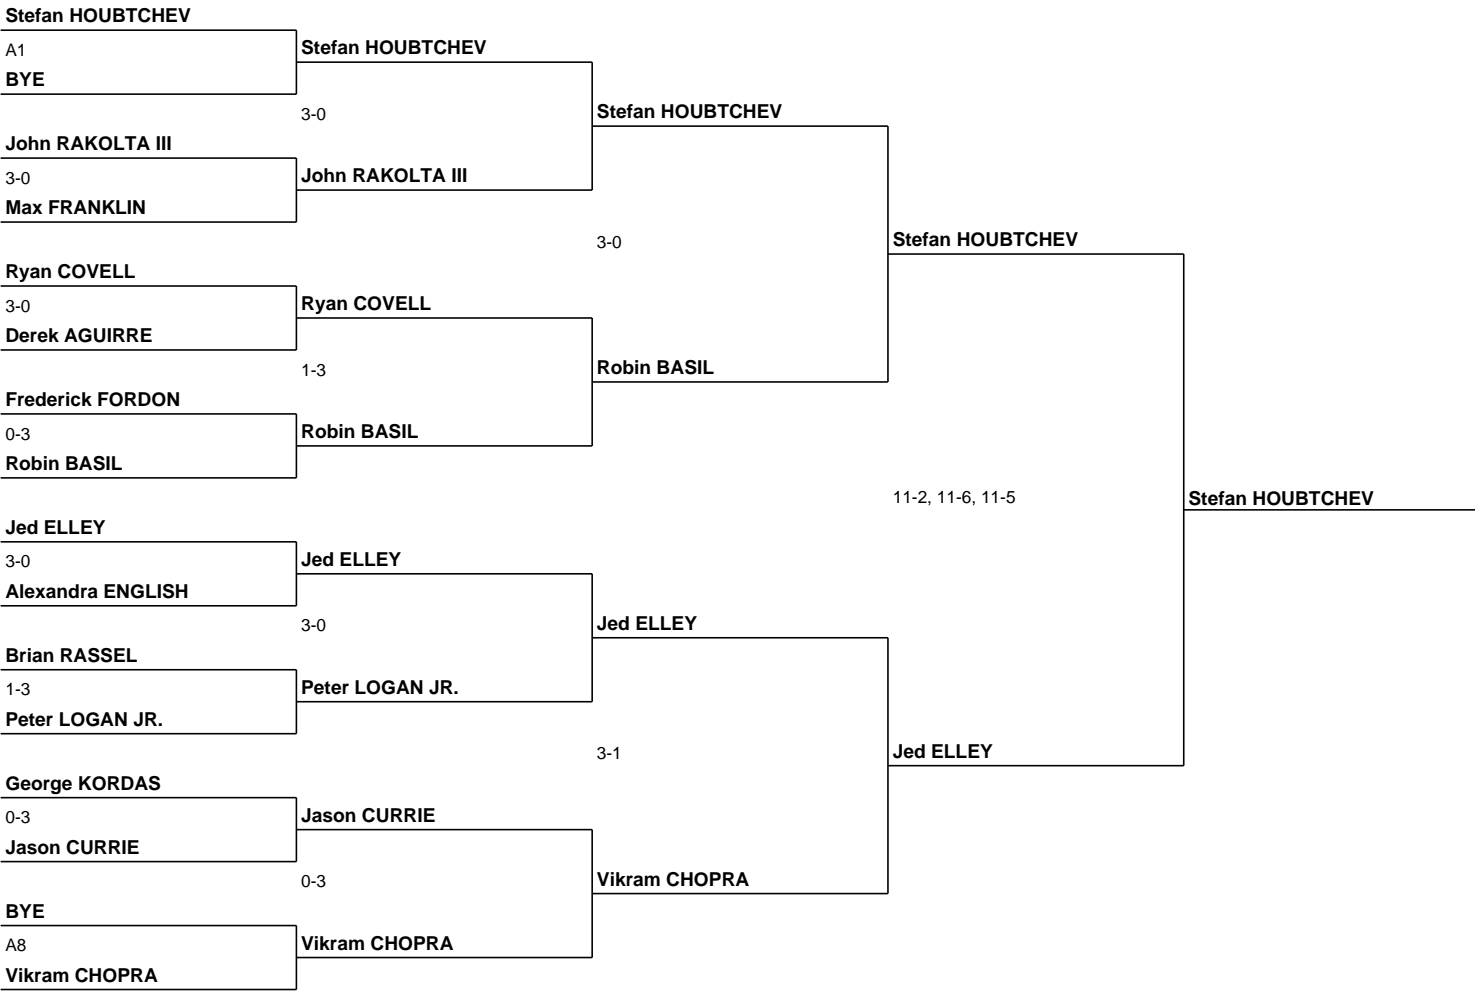 Stefan HOUBTCHEV
A1
BYE
John RAKOLTA III
3-0
Max FRANKLIN
Ryan COVELL
3-0
Derek AGUIRRE
Frederick FORDON
0-3
Robin BASIL
Jed ELLEY
3-0
Alexandra ENGLISH
Brian RASSEL
1-3
Peter LOGAN JR.
George KORDAS
0-3
Jason CURRIE
BYE
A8
Vikram CHOPRA
Stefan HOUBTCHEV
3-0
John RAKOLTA III
Ryan COVELL
1-3
Robin BASIL
Jed ELLEY
3-0
Peter LOGAN JR.
Jason CURRIE
0-3
Vikram CHOPRA
Stefan HOUBTCHEV
3-0
Robin BASIL
Jed ELLEY
3-1
Vikram CHOPRA
Stefan HOUBTCHEV
11-2, 11-6, 11-5
Jed ELLEY
Stefan HOUBTCHEV